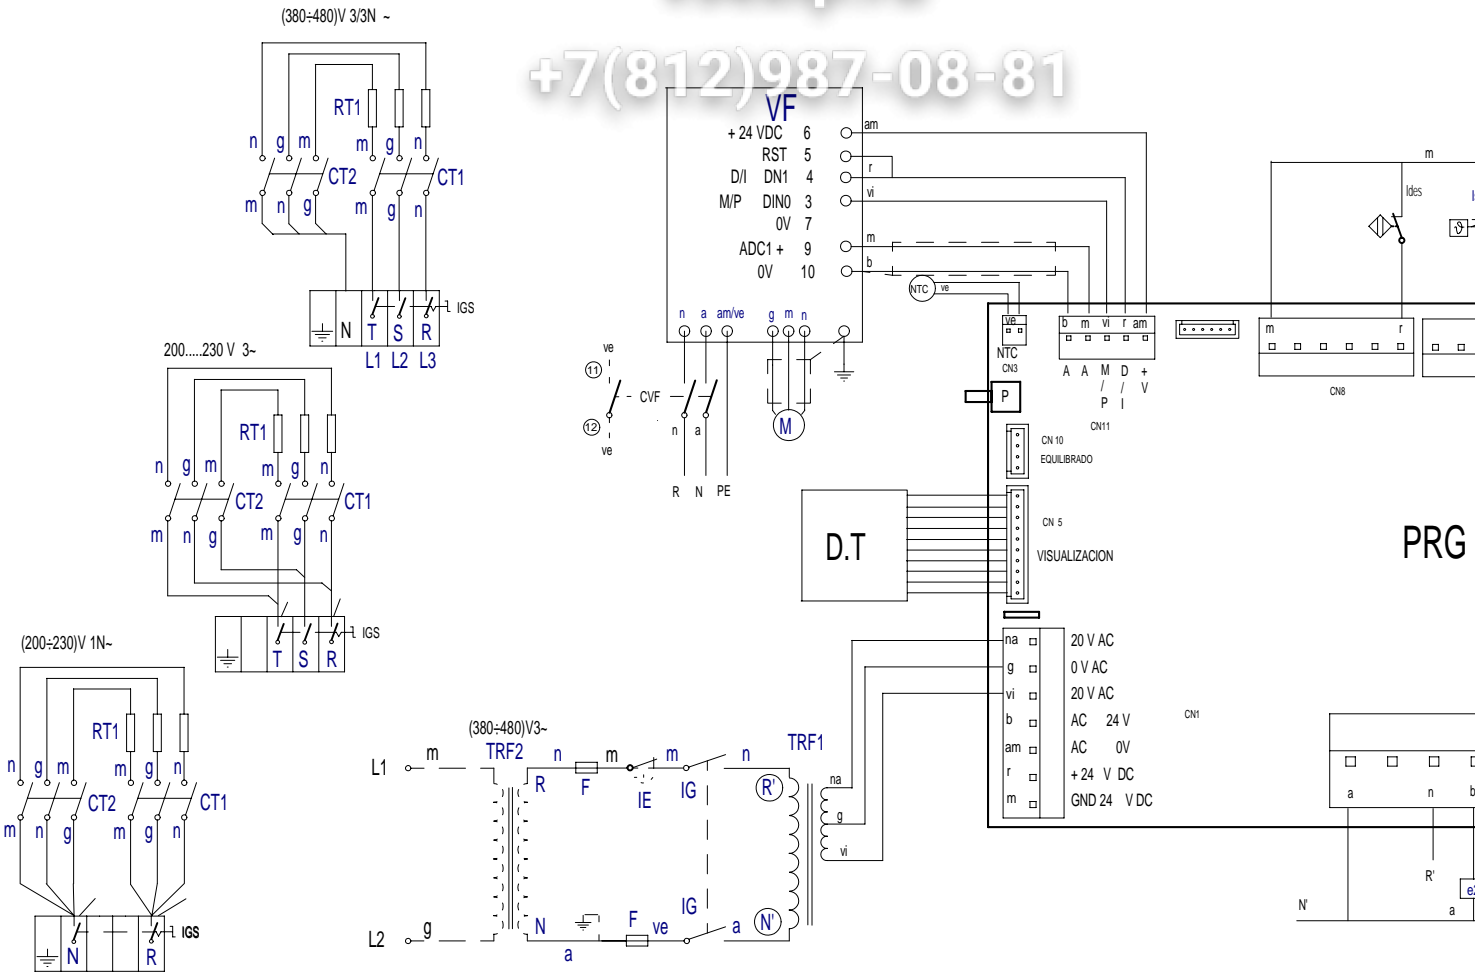 (380÷480)V 3/3N ~
+7(812)987-08-81
RT1
n g m m g n
CT2 CT1
m n g m g n
IGS
N T S R
L1 L2 L3
200.....230 V 3~
RT1
n g m m g n
CT2 CT1
m n g m g n
IGS
T S R
(200÷230)V 1N~
RT1
n g m m g n
CT2 CT1
m n g m g n
IGS
N R
VF
+ 24 VDC 6 am
RST 5
D/I DN1 4 r
M/P DIN0 3 vi
0V 7
ADC1 + 9 m
0V 10 b
NTC ve
n a am/ve g m n
ve
11
CVF
12
ve
n a
M
R N PE
m
Ides
ve
NTC
CN3
b m vi r am
A A M/P D/I +V
CN11
m r
CN8
P
CN 10
EQUILIBRADO
CN 5
VISUALIZACION
D.T
PRG
na 20 V AC
g 0 V AC
vi 20 V AC
b AC 24 V
am AC 0V
r + 24 V DC
m GND 24 V DC
CN1
a n b
R'
N'
a
(380÷480)V3~
L1 m TRF2 n m m n TRF1
R F IE IG R'
na
g
vi
L2 g N F ve IG a N'
a